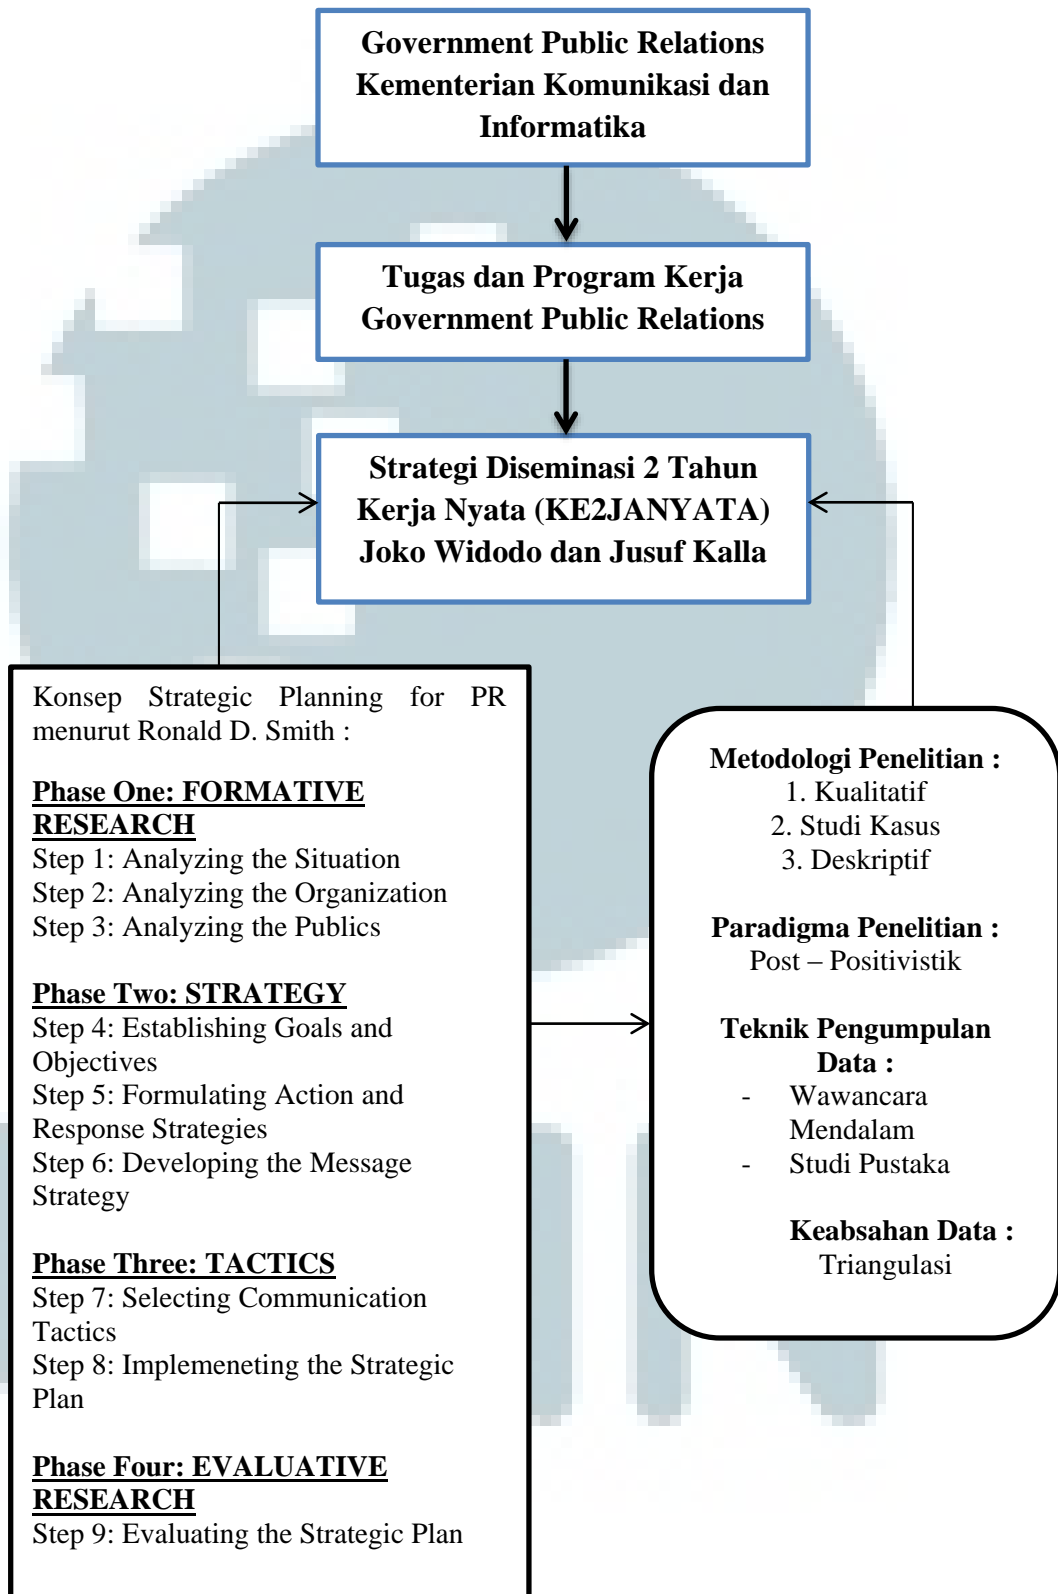 Government Public Relations
Kementerian Komunikasi dan
Informatika
Tugas dan Program Kerja
Government Public Relations
Strategi Diseminasi 2 Tahun
Kerja Nyata (KE2JANYATA)
Joko Widodo dan Jusuf Kalla
Konsep Strategic Planning for PR
menurut Ronald D. Smith :
Phase One: FORMATIVE
RESEARCH
Step 1: Analyzing the Situation
Step 2: Analyzing the Organization
Step 3: Analyzing the Publics
Phase Two: STRATEGY
Step 4: Establishing Goals and
Objectives
Step 5: Formulating Action and
Response Strategies
Step 6: Developing the Message
Strategy
Phase Three: TACTICS
Step 7: Selecting Communication
Tactics
Step 8: Implemeneting the Strategic
Plan
Phase Four: EVALUATIVE
RESEARCH
Step 9: Evaluating the Strategic Plan
Metodologi Penelitian :
1. Kualitatif
2. Studi Kasus
3. Deskriptif
Paradigma Penelitian :
Post – Positivistik
Teknik Pengumpulan
Data :
- Wawancara
Mendalam
- Studi Pustaka
Keabsahan Data :
Triangulasi